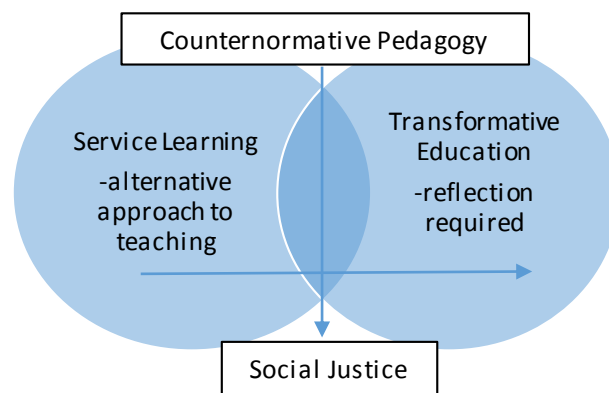 Counternormative Pedagogy
Service Learning
-alternative
approach to
teaching
Transformative
Education
-reflection
required
Social Justice